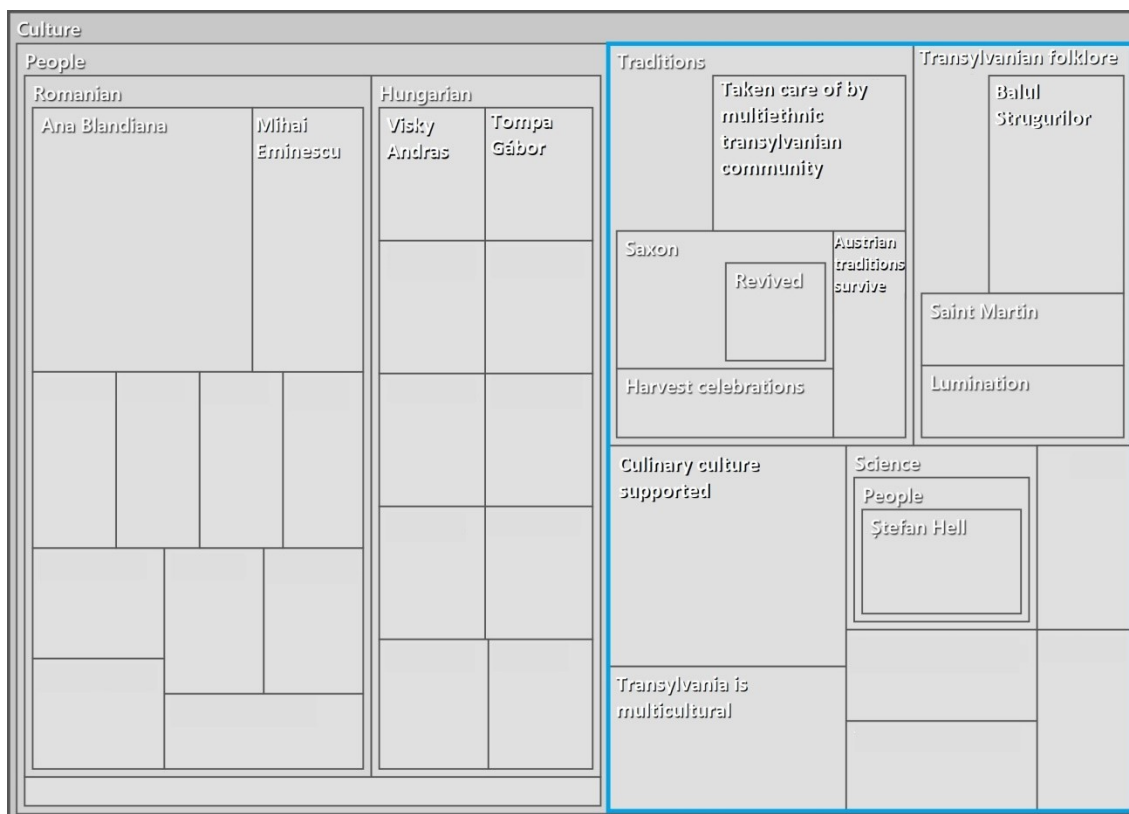 Culture
People
Romanian
Ana Blandiana
Mihai
Eminescu
Hungarian
Visky
Andras
Tompa
Gábor
Traditions
Taken care of by
multiethnic
transylvanian
community
Saxon
Revived
Austrian
traditions
survive
Harvest celebrations
Transylvanian folklore
Balul
Strugurilor
Saint Martin
Lumination
Culinary culture
supported
Science
People
Ștefan Hell
Transylvania is
multicultural